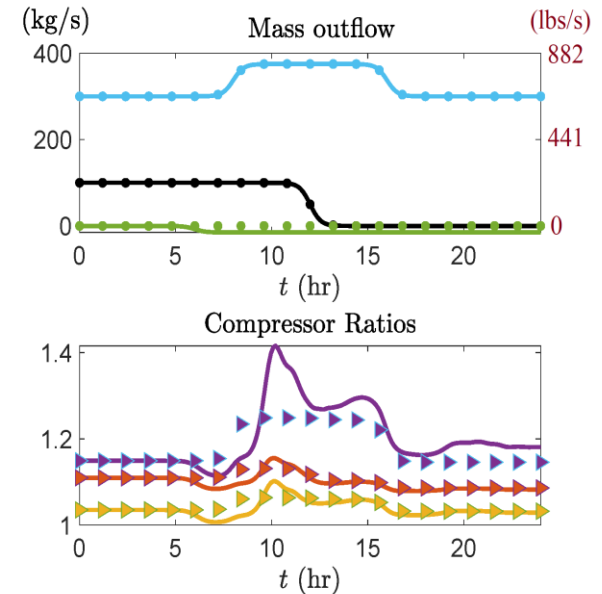 (kg/s) Mass outflow (lbs/s)
400 882
200 441
0 0
0 5 10 15 20
t (hr)
Compressor Ratios
1.4
1.2
1
0 5 10 15 20
t (hr)